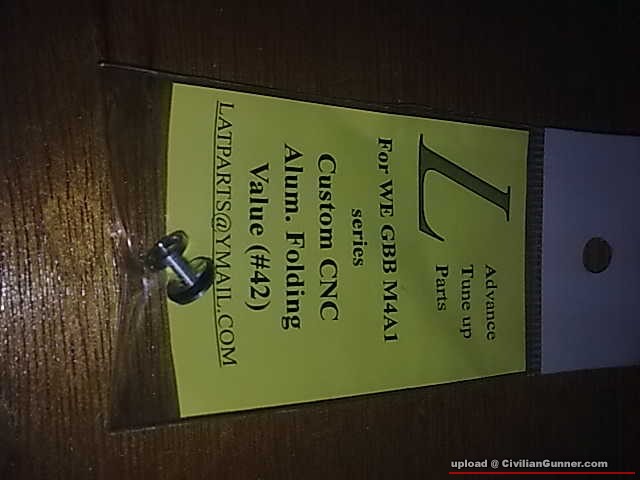 L
Advance
Tune up
Parts
For WE GBB M4A1
series
Custom CNC
Alum. Folding
Value (#42)
LATPARTS@YMAIL.COM
upload @ CivilianGunner.com